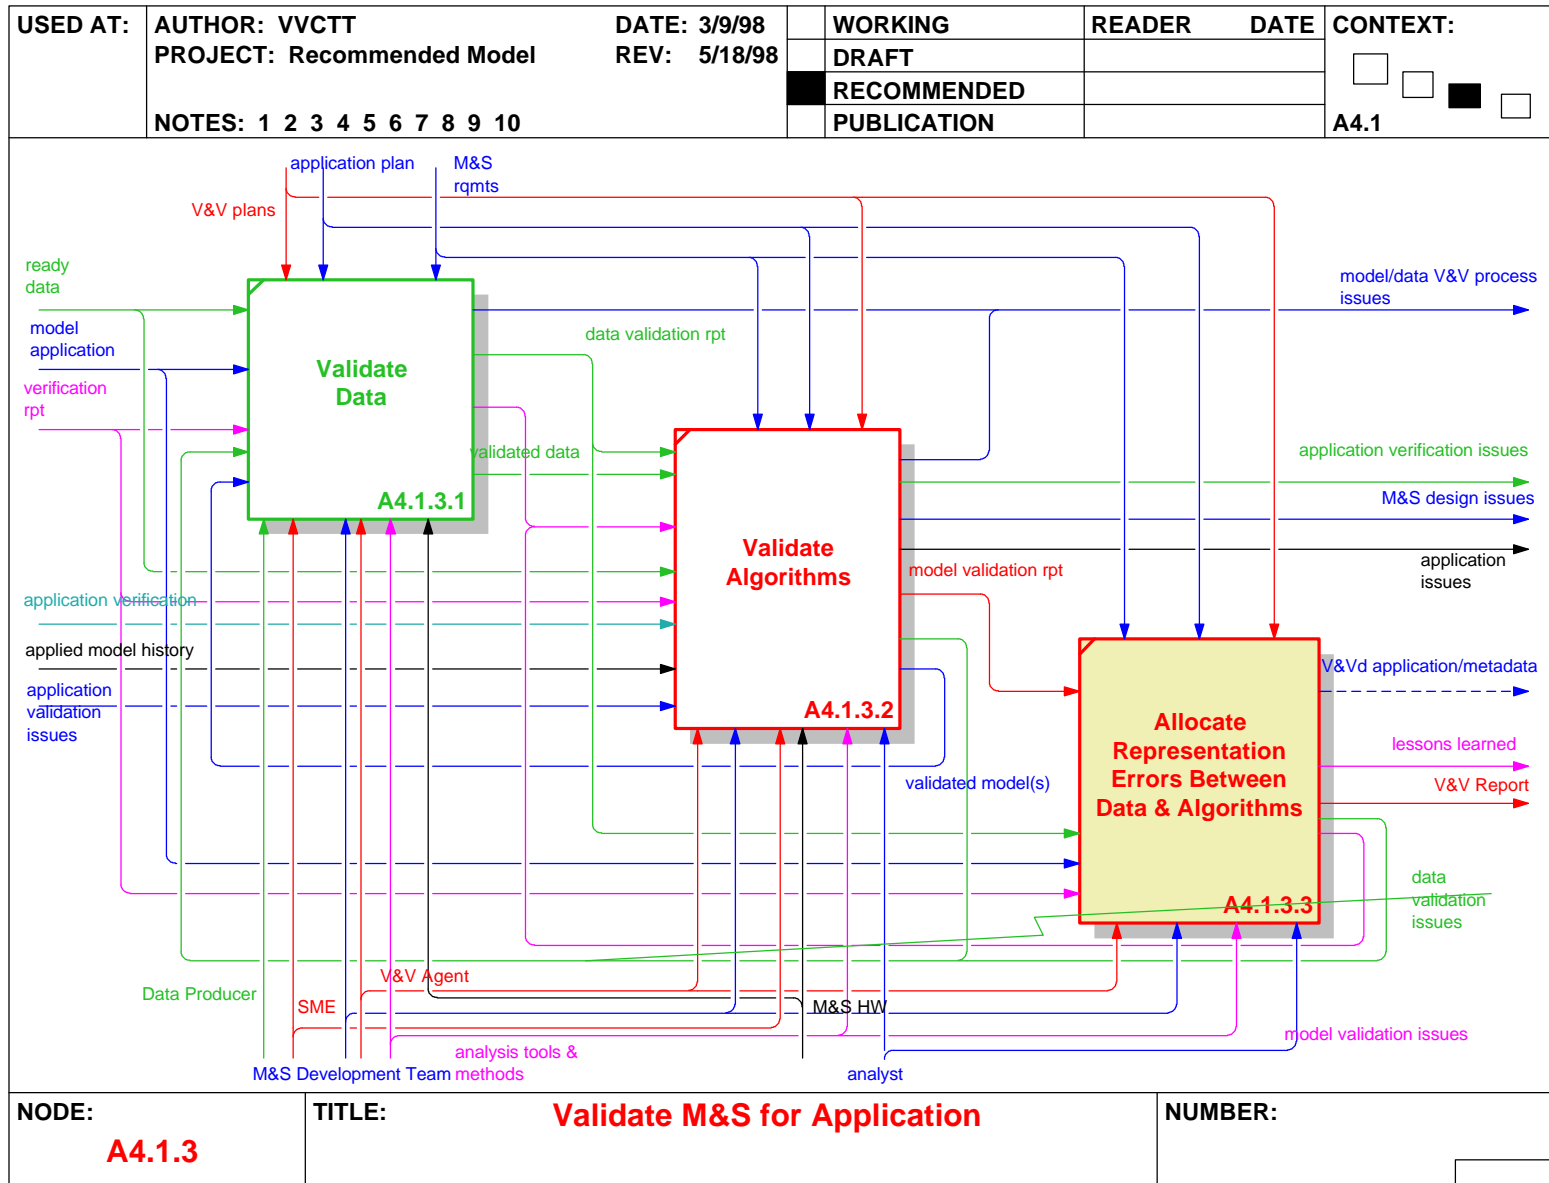 USED AT:
AUTHOR: VVCTT
DATE: 3/9/98
WORKING
READER
DATE
CONTEXT:
PROJECT: Recommended Model
REV: 5/18/98
DRAFT
RECOMMENDED
NOTES: 1 2 3 4 5 6 7 8 9 10
PUBLICATION
A4.1
application plan
M&S
rqmts
V&V plans
ready
data
model/data V&V process
issues
model
application
data validation rpt
Validate
Data
verification
rpt
validated data
application verification issues
A4.1.3.1
M&S design issues
Validate
Algorithms
application
issues
model validation rpt
application verification
applied model history
V&Vd application/metadata
application
validation
issues
A4.1.3.2
Allocate
Representation
Errors Between
Data & Algorithms
lessons learned
validated model(s)
V&V Report
data
validation
issues
A4.1.3.3
V&V Agent
Data Producer
SME
M&S HW
model validation issues
analysis tools &
methods
M&S Development Team
analyst
NODE:
TITLE:
Validate M&S for Application
NUMBER:
A4.1.3